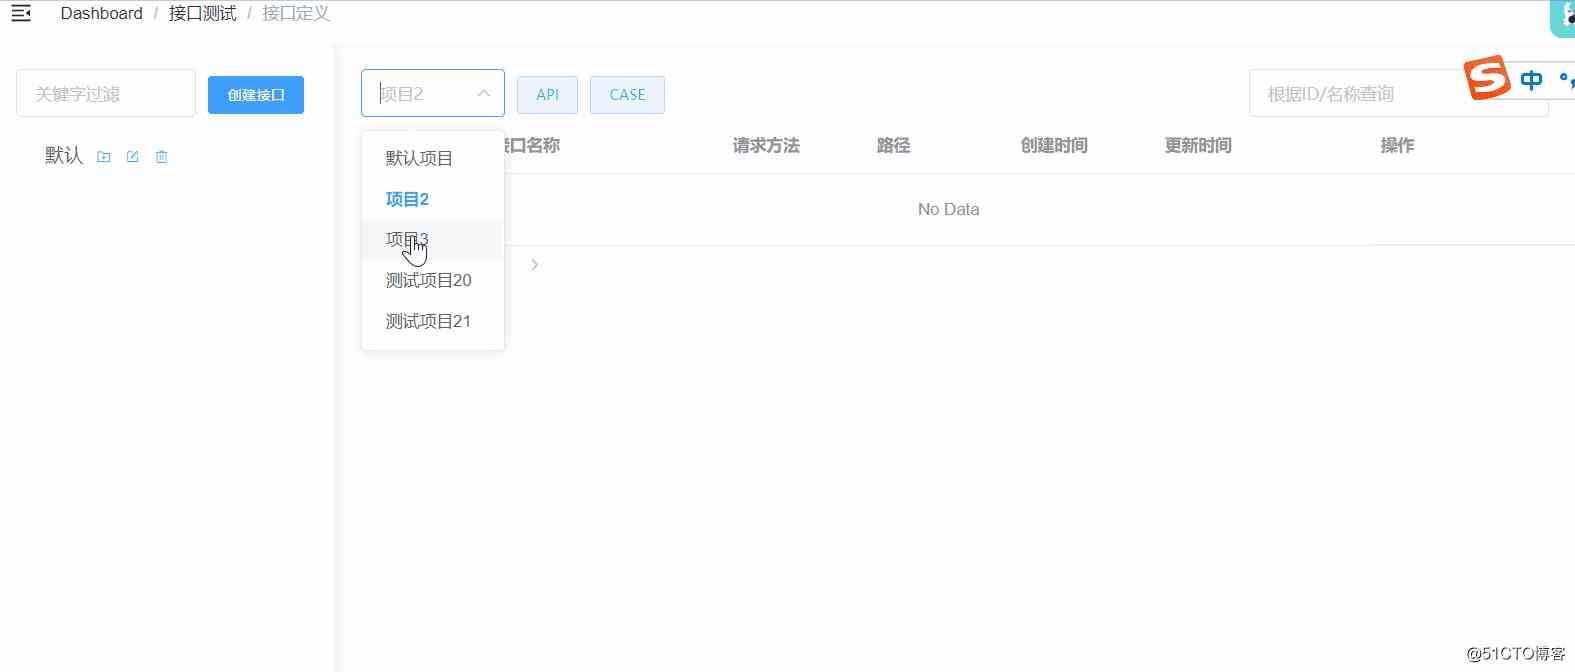 Dashboard / 接口测试 / 接口定义
关键字过滤 创建接口
项目2 API CASE
根据ID/名称查询
中
默认
默认项目
项目2
项目3
测试项目20
测试项目21
口名称 请求方法 路径 创建时间 更新时间 操作
No Data
@51CTO博客